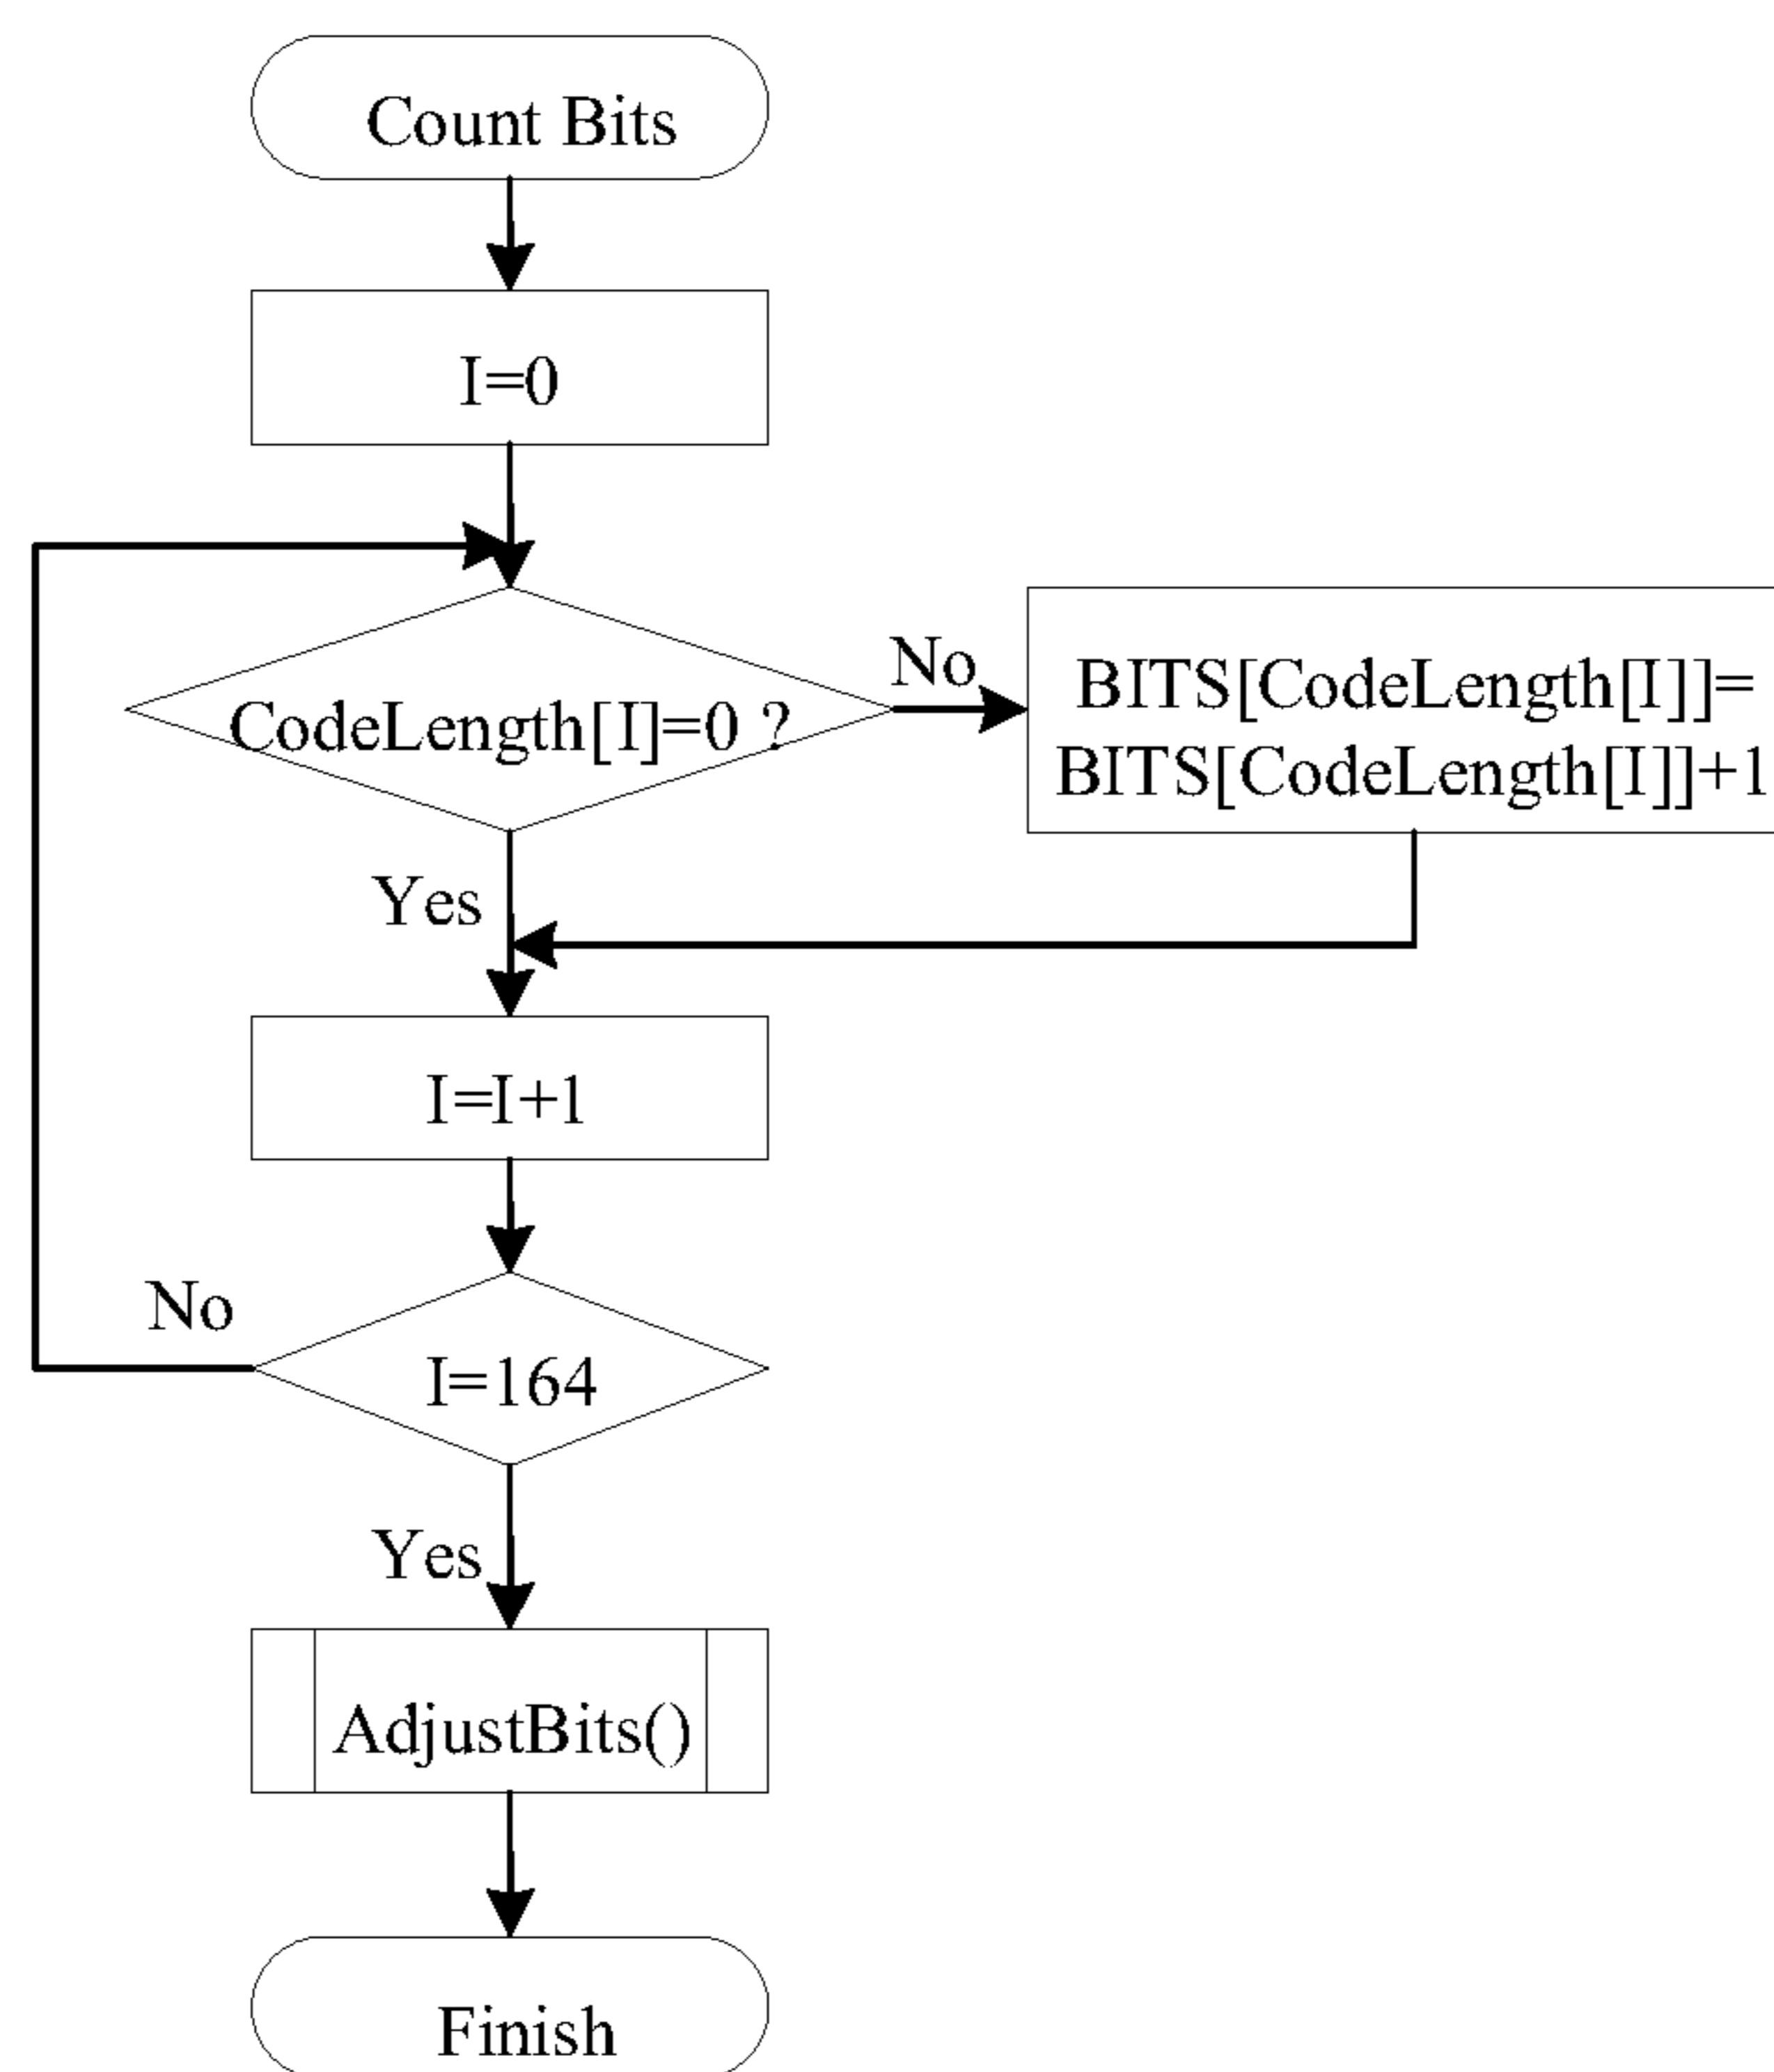 Count Bits
I=0
CodeLength[I]=0 ?
No
BITS[CodeLength[I]]=
BITS[CodeLength[I]]+1
Yes
I=I+1
No
I=164
Yes
AdjustBits()
Finish